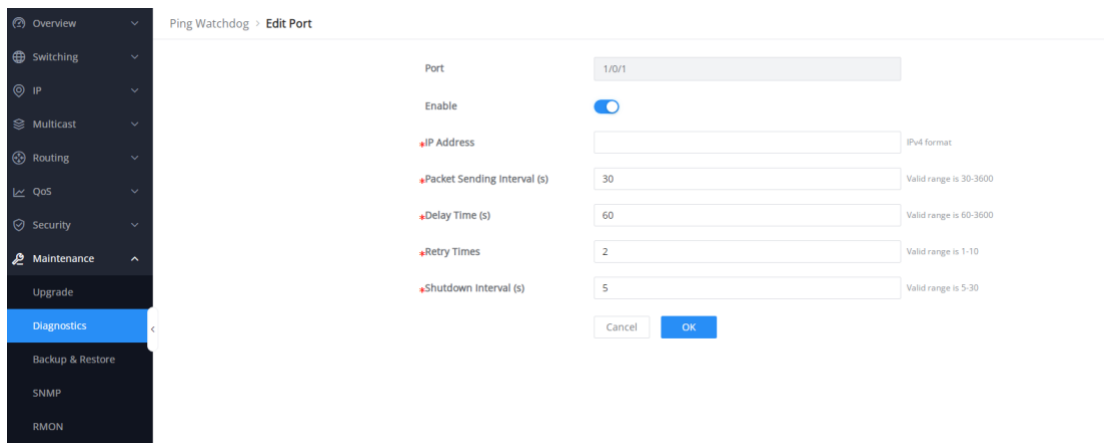 Overview
Switching
IP
Multicast
Routing
QoS
Security
Maintenance
Upgrade
Diagnostics
Backup & Restore
SNMP
RMON
Ping Watchdog > Edit Port
Port 1/0/1
Enable
*IP Address IPv4 format
*Packet Sending Interval (s) 30 Valid range is 30-3600
*Delay Time (s) 60 Valid range is 60-3600
*Retry Times 2 Valid range is 1-10
*Shutdown Interval (s) 5 Valid range is 5-30
Cancel OK